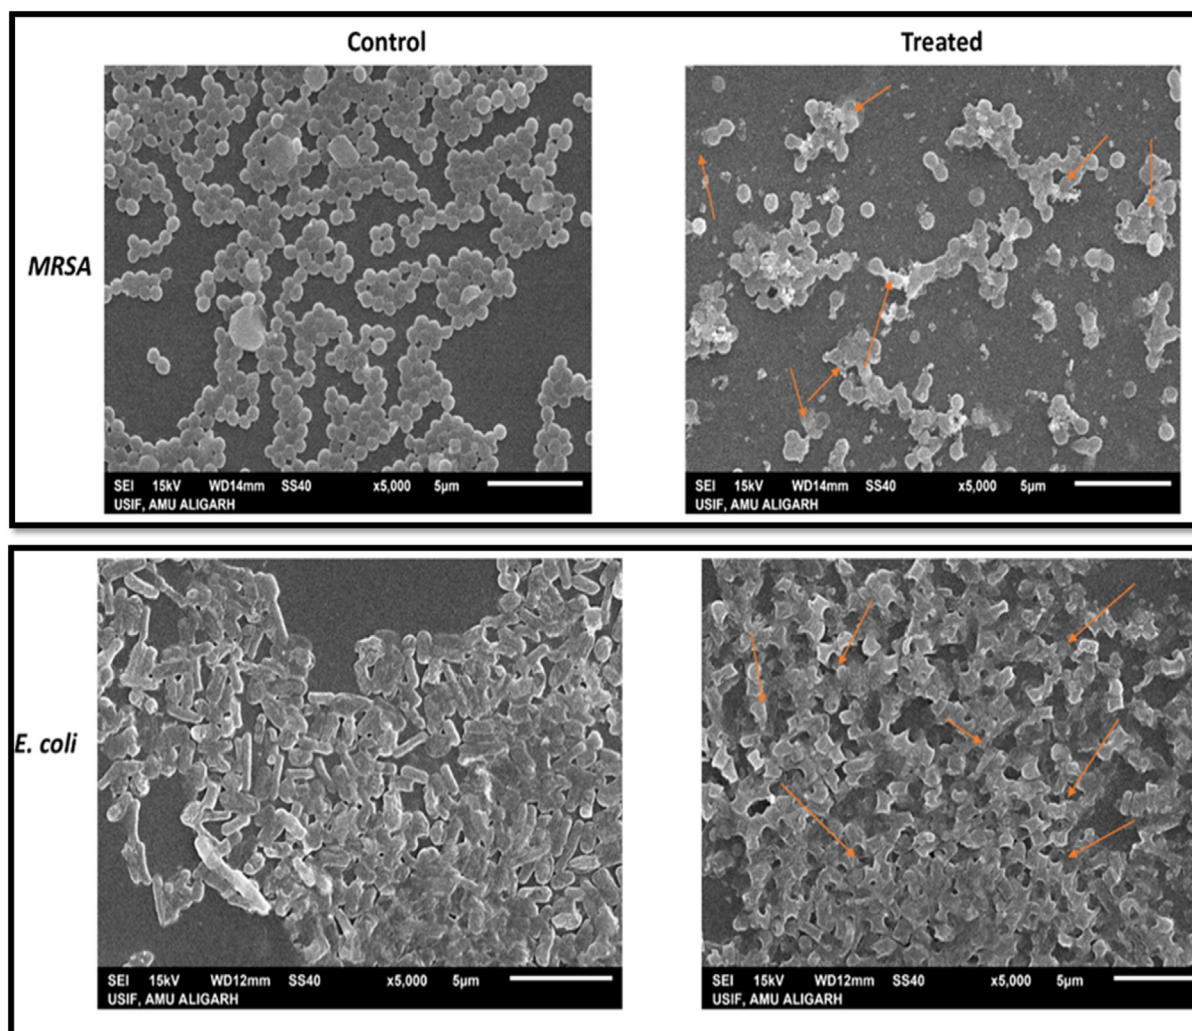 Control
Treated
MRSA
SEI 15kV WD14mm SS40 x5,000 5μm
USIF, AMU ALIGARH
SEI 15kV WD14mm SS40 x5,000 5μm
USIF, AMU ALIGARH
E. coli
SEI 15kV WD12mm SS40 x5,000 5μm
USIF, AMU ALIGARH
SEI 15kV WD12mm SS40 x5,000 5μm
USIF, AMU ALIGARH